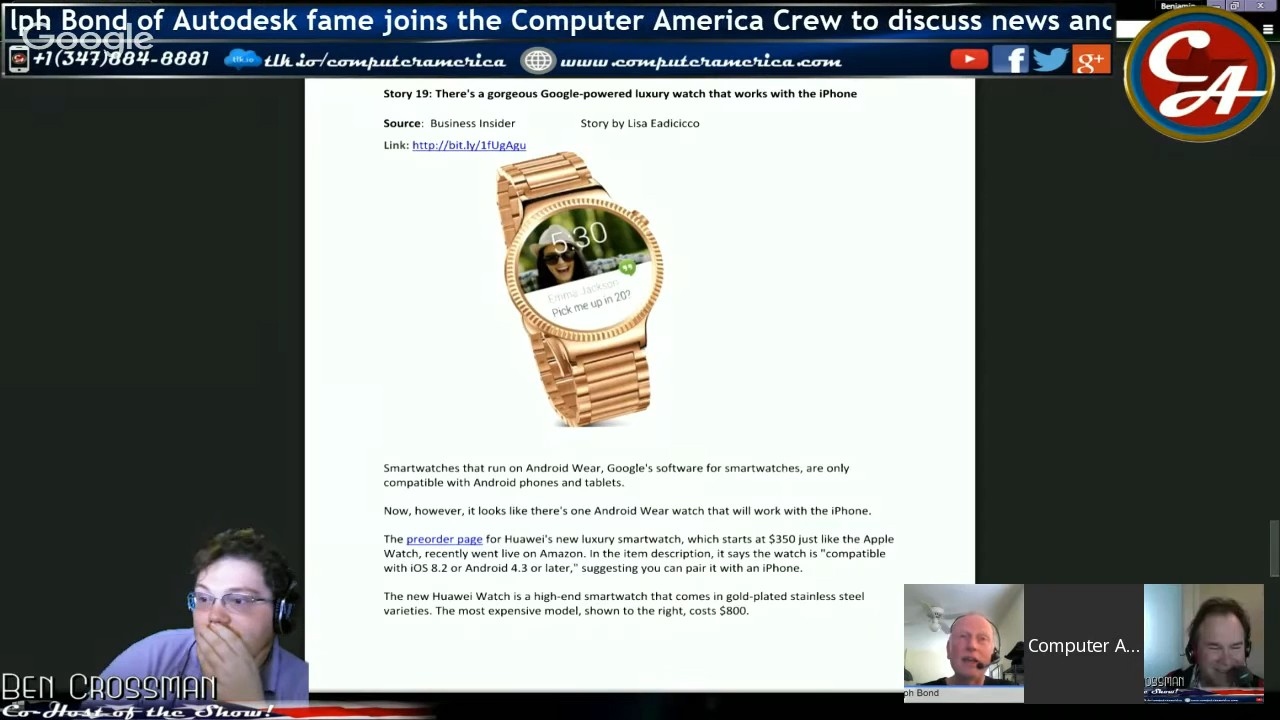 lph Bond of Autodesk fame joins the Computer America Crew to discuss news and
Google
Benjamin
+1(347)884-8881
tlk.io
tlk.io/computeramerica
www.computeramerica.com
f
g+
CA
Story 19: There's a gorgeous Google-powered luxury watch that works with the iPhone
Source: Business Insider Story by Lisa Eadicicco
Link: http://bit.ly/1fUgAgu
5:30
Emma Jackson
Pick me up in 20?
Smartwatches that run on Android Wear, Google's software for smartwatches, are only
compatible with Android phones and tablets.
Now, however, it looks like there's one Android Wear watch that will work with the iPhone.
The preorder page for Huawei's new luxury smartwatch, which starts at $350 just like the Apple
Watch, recently went live on Amazon. In the item description, it says the watch is "compatible
with iOS 8.2 or Android 4.3 or later," suggesting you can pair it with an iPhone.
The new Huawei Watch is a high-end smartwatch that comes in gold-plated stainless steel
varieties. The most expensive model, shown to the right, costs $800.
Ben Crossman
Co-Host of the Show!
ph Bond
Computer A...
CROSSMAN